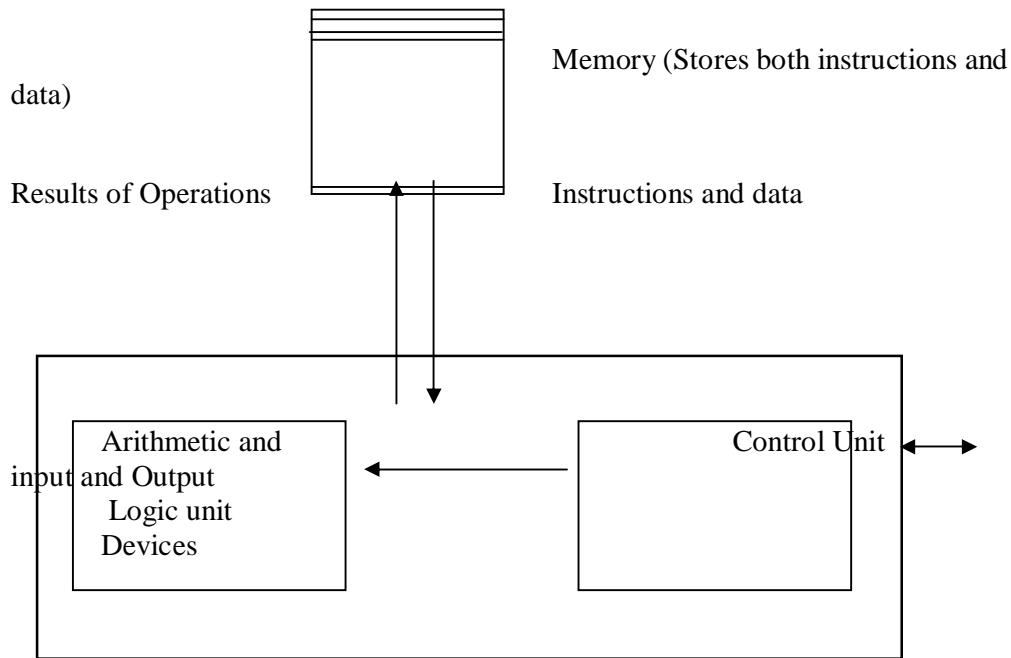 Memory (Stores both instructions and
data)
Results of Operations Instructions and data
Arithmetic and Control Unit
input and Output
Logic unit
Devices